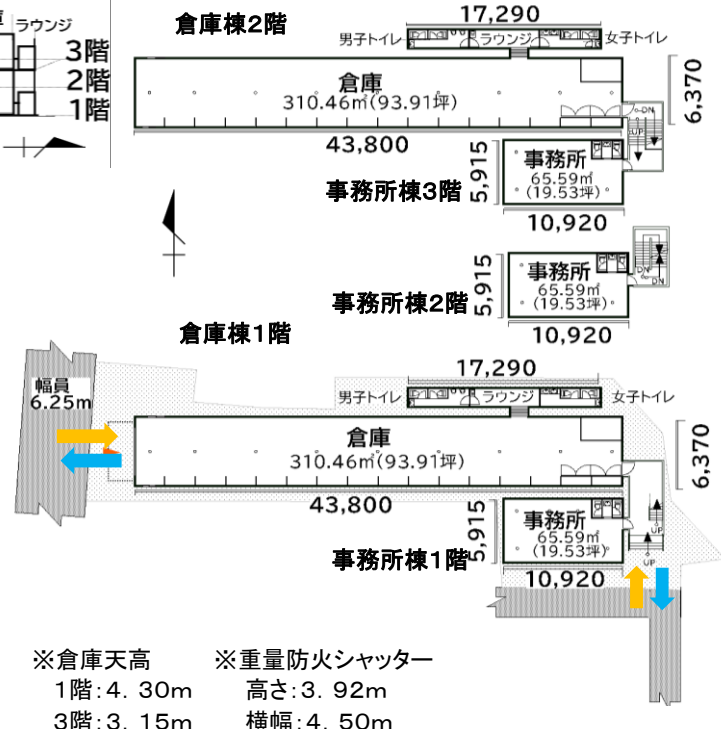 ラウンジ
3階
2階
1階
倉庫棟2階
17,290
男子トイレ
ラウンジ
女子トイレ
倉庫
310.46㎡(93.91坪)
6,370
DN
UP
43,800
事務所棟3階
5,915
事務所
65.59㎡
(19.53坪)
10,920
事務所棟2階
5,915
事務所
65.59㎡
(19.53坪)
DN
DN
10,920
倉庫棟1階
幅員
6.25m
17,290
男子トイレ
ラウンジ
女子トイレ
倉庫
310.46㎡(93.91坪)
6,370
43,800
事務所棟1階
5,915
事務所
65.59㎡
(19.53坪)
UP
UP
10,920
※倉庫天高
1階:4.30m
3階:3.15m
※重量防火シャッター
高さ:3.92m
横幅:4.50m